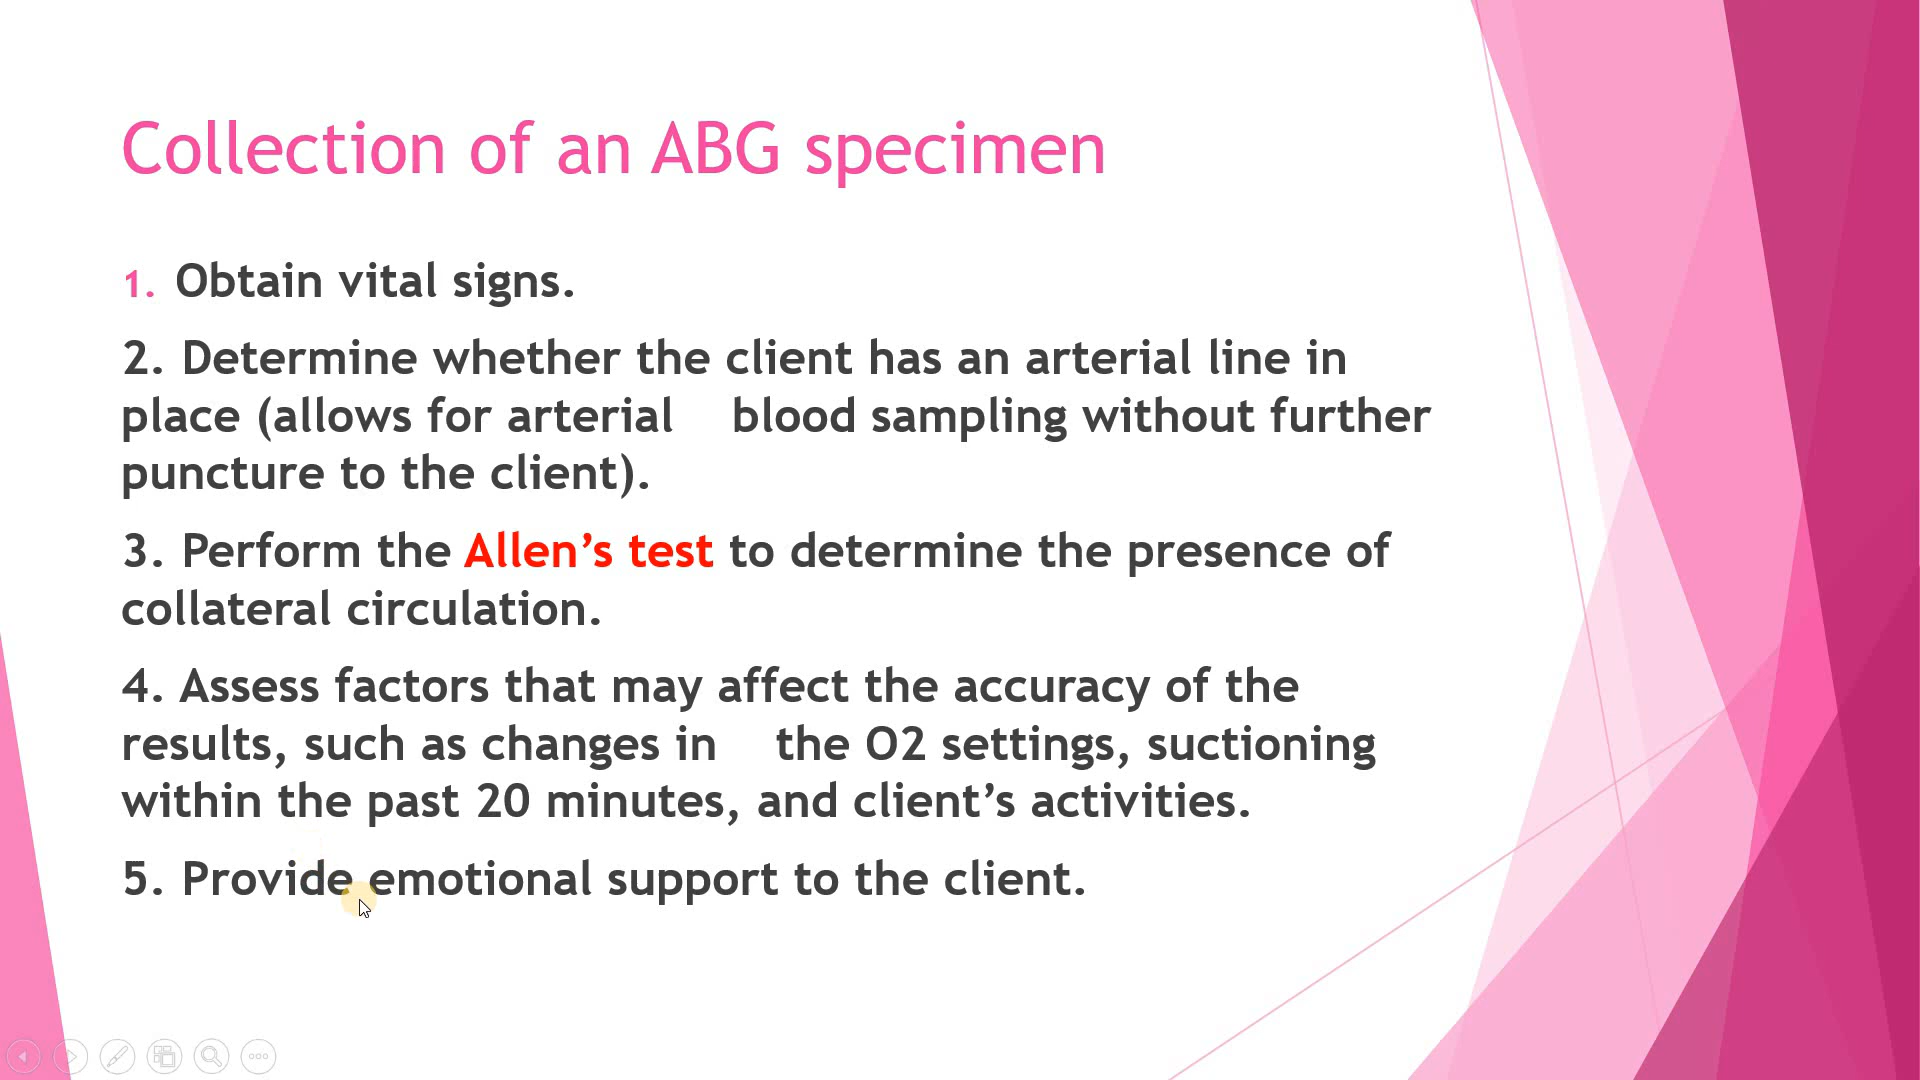 Collection of an ABG specimen
1. Obtain vital signs.
2. Determine whether the client has an arterial line in
place (allows for arterial    blood sampling without further
puncture to the client).
3. Perform the Allen’s test to determine the presence of
collateral circulation.
4. Assess factors that may affect the accuracy of the
results, such as changes in    the O2 settings, suctioning
within the past 20 minutes, and client’s activities.
5. Provide emotional support to the client.